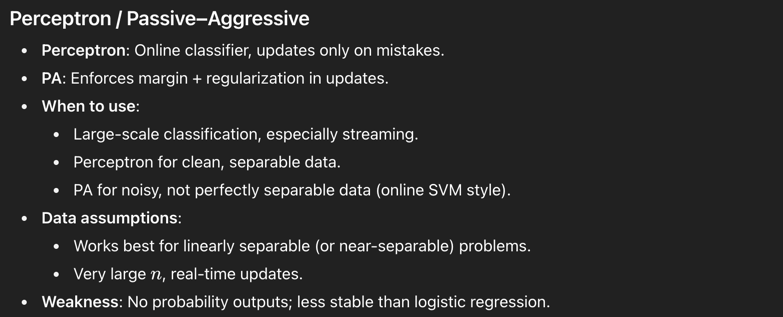 Perceptron / Passive–Aggressive
• Perceptron: Online classifier, updates only on mistakes.
• PA: Enforces margin + regularization in updates.
• When to use:
• Large-scale classification, especially streaming.
• Perceptron for clean, separable data.
• PA for noisy, not perfectly separable data (online SVM style).
• Data assumptions:
• Works best for linearly separable (or near-separable) problems.
• Very large n, real-time updates.
• Weakness: No probability outputs; less stable than logistic regression.